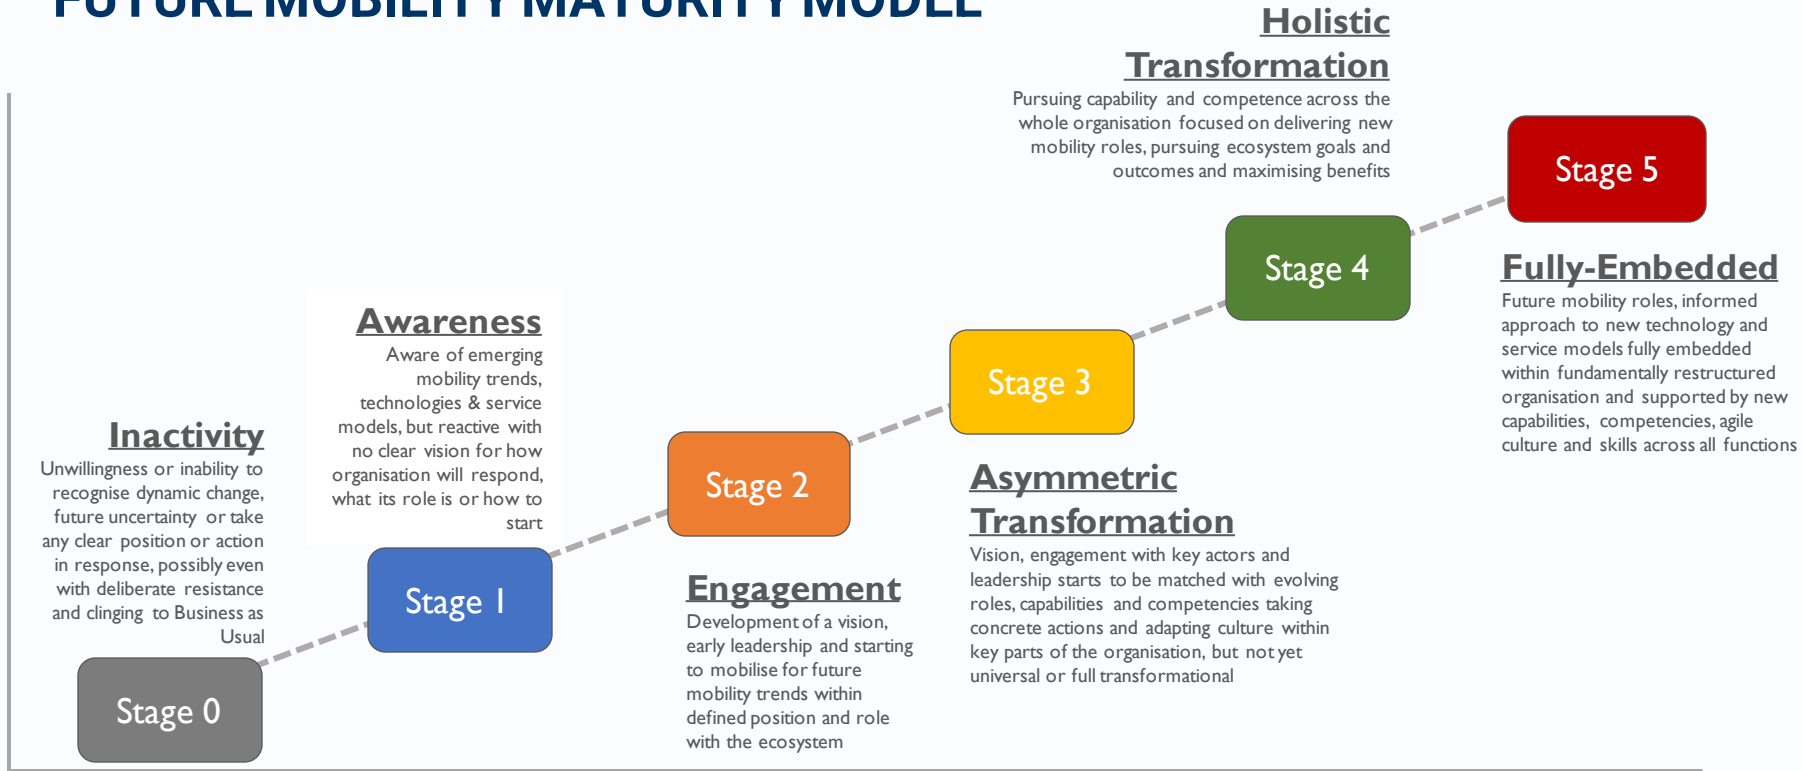 FUTURE MOBILITY MATURITY MODEL
Holistic
Transformation
Pursuing capability and competence across the
whole organisation focused on delivering new
mobility roles, pursuing ecosystem goals and
outcomes and maximising benefits
Stage 5
Stage 4
Fully-Embedded
Future mobility roles, informed
approach to new technology and
service models fully embedded
within fundamentally restructured
organisation and supported by new
capabilities, competencies, agile
culture and skills across all functions
Awareness
Aware of emerging
mobility trends,
technologies & service
models, but reactive with
no clear vision for how
organisation will respond,
what its role is or how to
start
Stage 3
Inactivity
Unwillingness or inability to
recognise dynamic change,
future uncertainty or take
any clear position or action
in response, possibly even
with deliberate resistance
and clinging to Business as
Usual
Stage 2
Asymmetric
Transformation
Vision, engagement with key actors and
leadership starts to be matched with evolving
roles, capabilities and competencies taking
concrete actions and adapting culture within
key parts of the organisation, but not yet
universal or full transformational
Stage 1
Engagement
Development of a vision,
early leadership and starting
to mobilise for future
mobility trends within
defined position and role
with the ecosystem
Stage 0